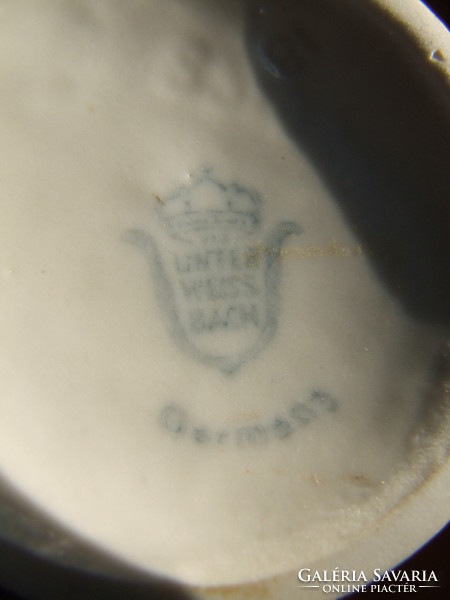 UNTER
WEISS
BACH
Germany
GALÉRIA SAVARIA
ONLINE PIACTÉR